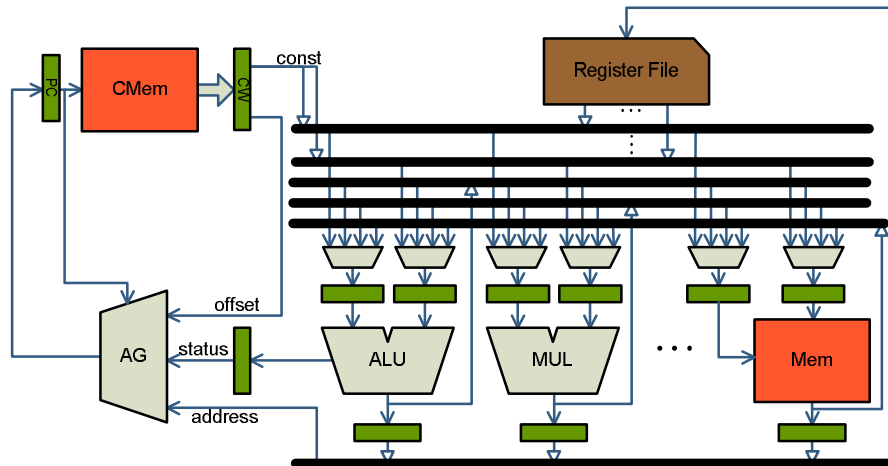 const
Register File
PC
CMem
CW
offset
AG
status
ALU
MUL
Mem
address